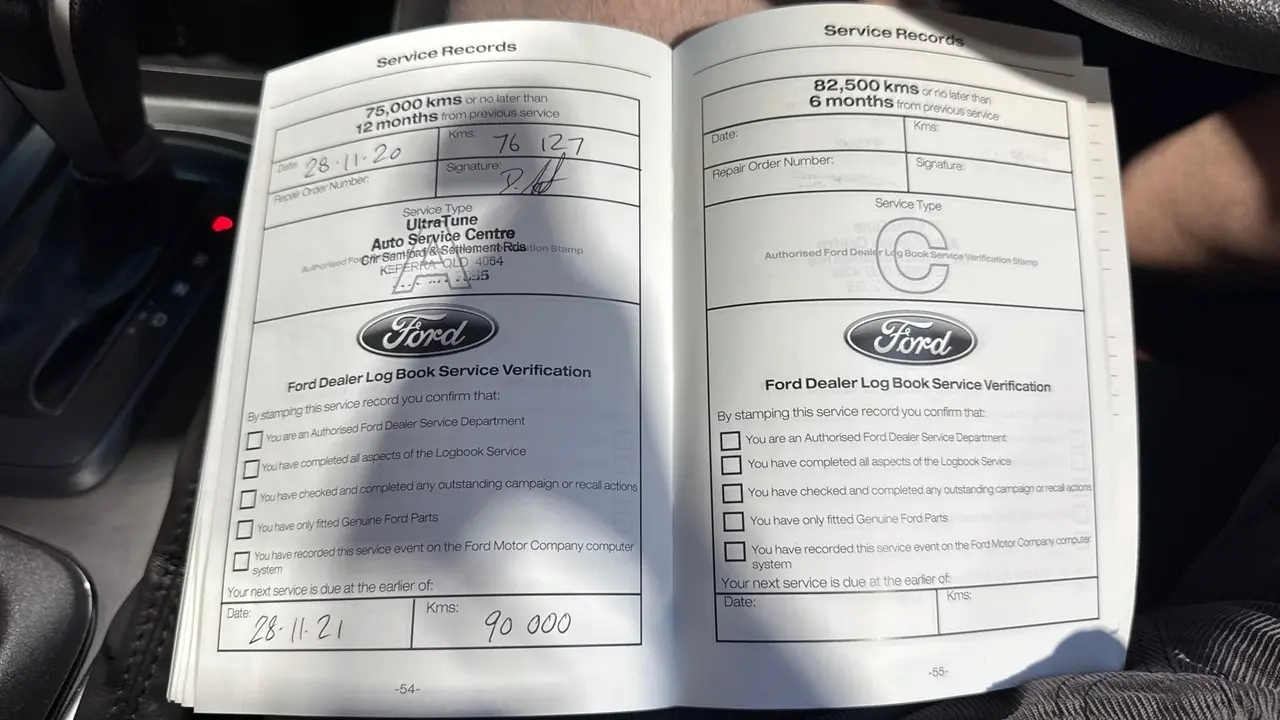 Service Records
75,000 kms or no later than
12 months from previous service
Date: 28·11·20
Kms: 76 127
Repair Order Number:
Signature:
Service Type
UltraTune
Auto Service Centre
Cnr Samford & Settlement Rds
KEPERRA QLD 4054
A
Ford
Ford Dealer Log Book Service Verification
By stamping this service record you confirm that:
You are an Authorised Ford Dealer Service Department
You have completed all aspects of the Logbook Service
You have checked and completed any outstanding campaign or recall actions
You have only fitted Genuine Ford Parts
You have recorded this service event on the Ford Motor Company computer
system
Your next service is due at the earlier of:
Date: 28·11·21
Kms: 90 000
-54-
Service Records
82,500 kms or no later than
6 months from previous service
Date:
Kms:
Repair Order Number:
Signature:
Service Type
C
Authorised Ford Dealer Log Book Service Verification Stamp
Ford
Ford Dealer Log Book Service Verification
By stamping this service record you confirm that:
You are an Authorised Ford Dealer Service Department
You have completed all aspects of the Logbook Service
You have checked and completed any outstanding campaign or recall actions
You have only fitted Genuine Ford Parts
You have recorded this service event on the Ford Motor Company computer
system
Your next service is due at the earlier of:
Date:
Kms:
-55-